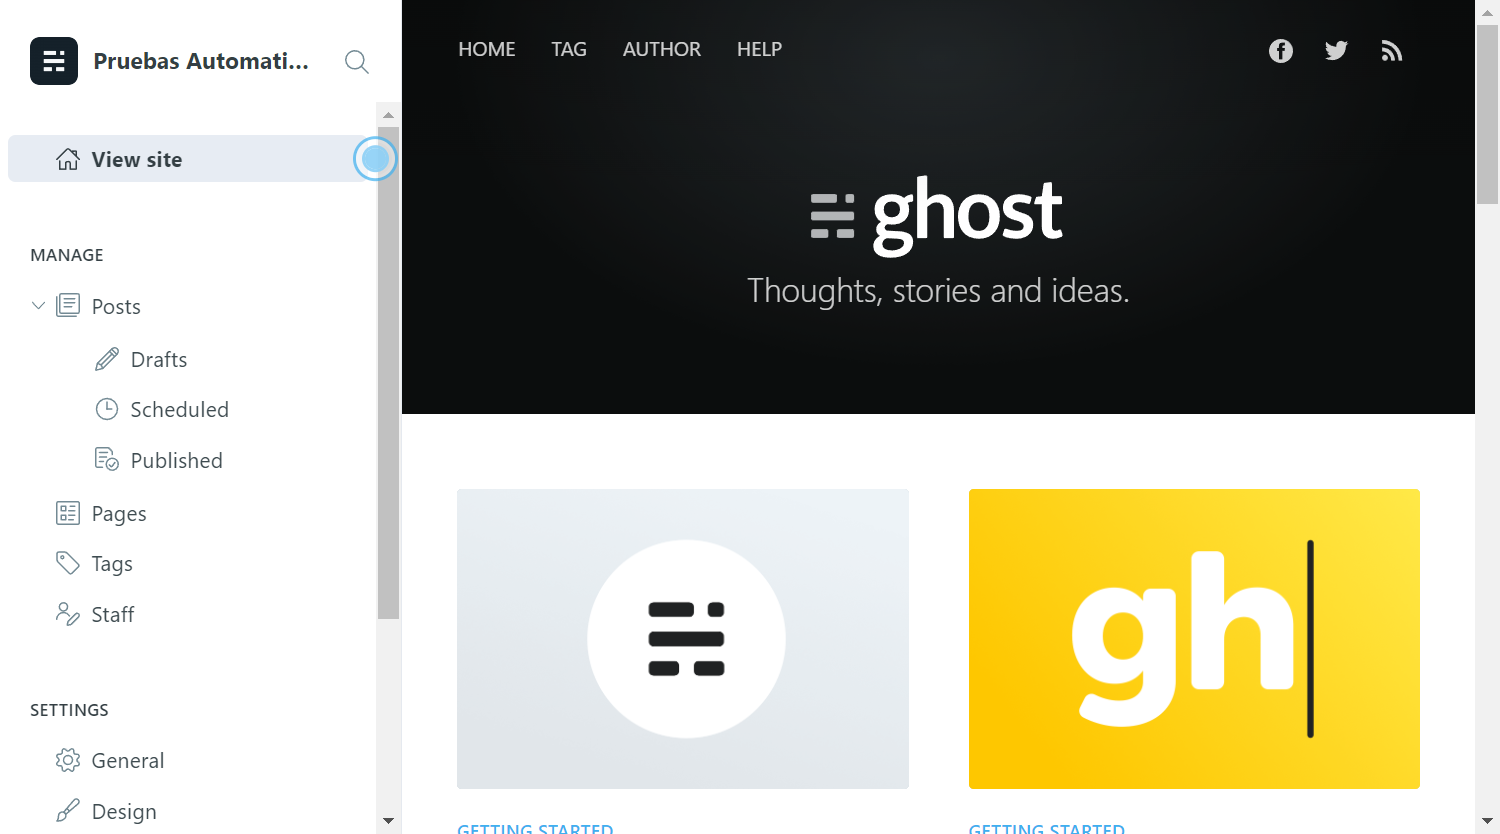 Pruebas Automati...
View site
MANAGE
Posts
Drafts
Scheduled
Published
Pages
Tags
Staff
SETTINGS
General
Design
HOME TAG AUTHOR HELP
ghost
Thoughts, stories and ideas.
gh
GETTING STARTED
GETTING STARTED